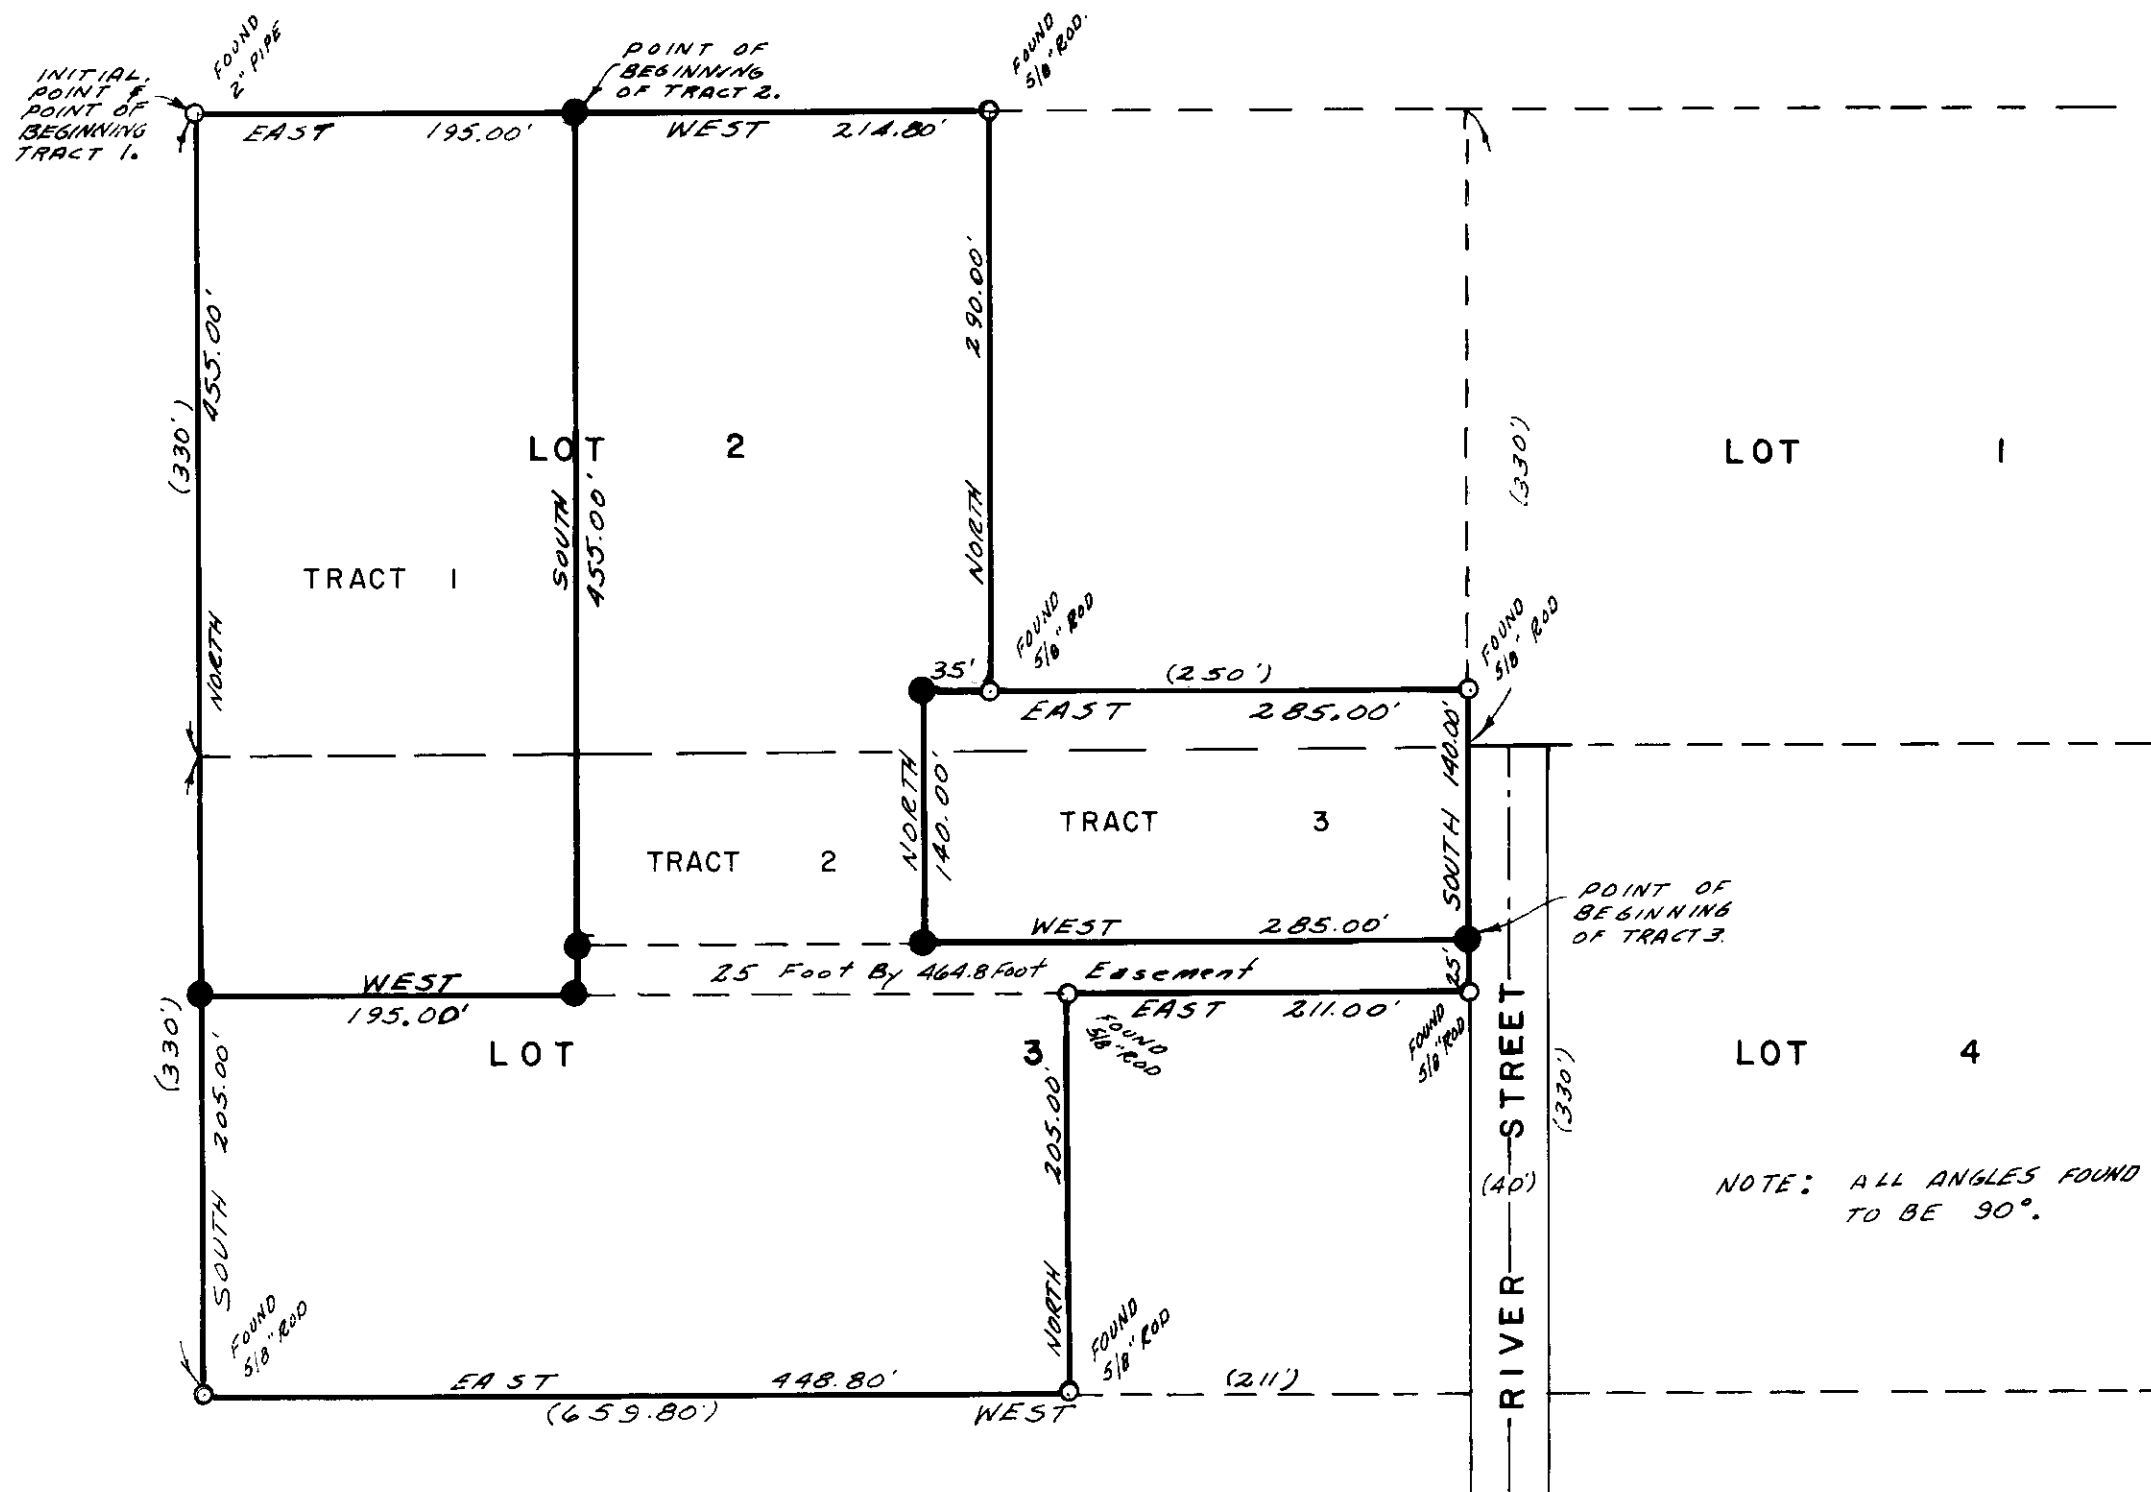 FOUND
2" PIPE
INITIAL
POINT &
POINT OF
BEGINNING
TRACT 1.
POINT OF
BEGINNING
OF TRACT 2.
FOUND
5/8" ROD.
EAST 195.00'
WEST 214.80'
455.00'
(330')
NORTH
290.00'
NORTH
(330')
LOT 2
LOT 1
SOUTH
455.00'
TRACT 1
FOUND
5/8" ROD
FOUND
5/8" ROD
35'
(250')
EAST 285.00'
NORTH
140.00'
SOUTH 140.00'
TRACT 3
TRACT 2
POINT OF
BEGINNING
OF TRACT 3.
WEST 285.00'
25 Foot By 464.8 Foot Easement
25'
WEST
195.00'
EAST 211.00'
FOUND
5/8" ROD
FOUND
5/8" ROD
(330')
LOT 3
LOT 4
SOUTH 205.00'
205.00'
NORTH
(330')
(40')
RIVER STREET
NOTE: ALL ANGLES FOUND
TO BE 90°.
FOUND
5/8" ROD
FOUND
5/8" ROD
EAST 448.80'
(659.80')
WEST
(211')